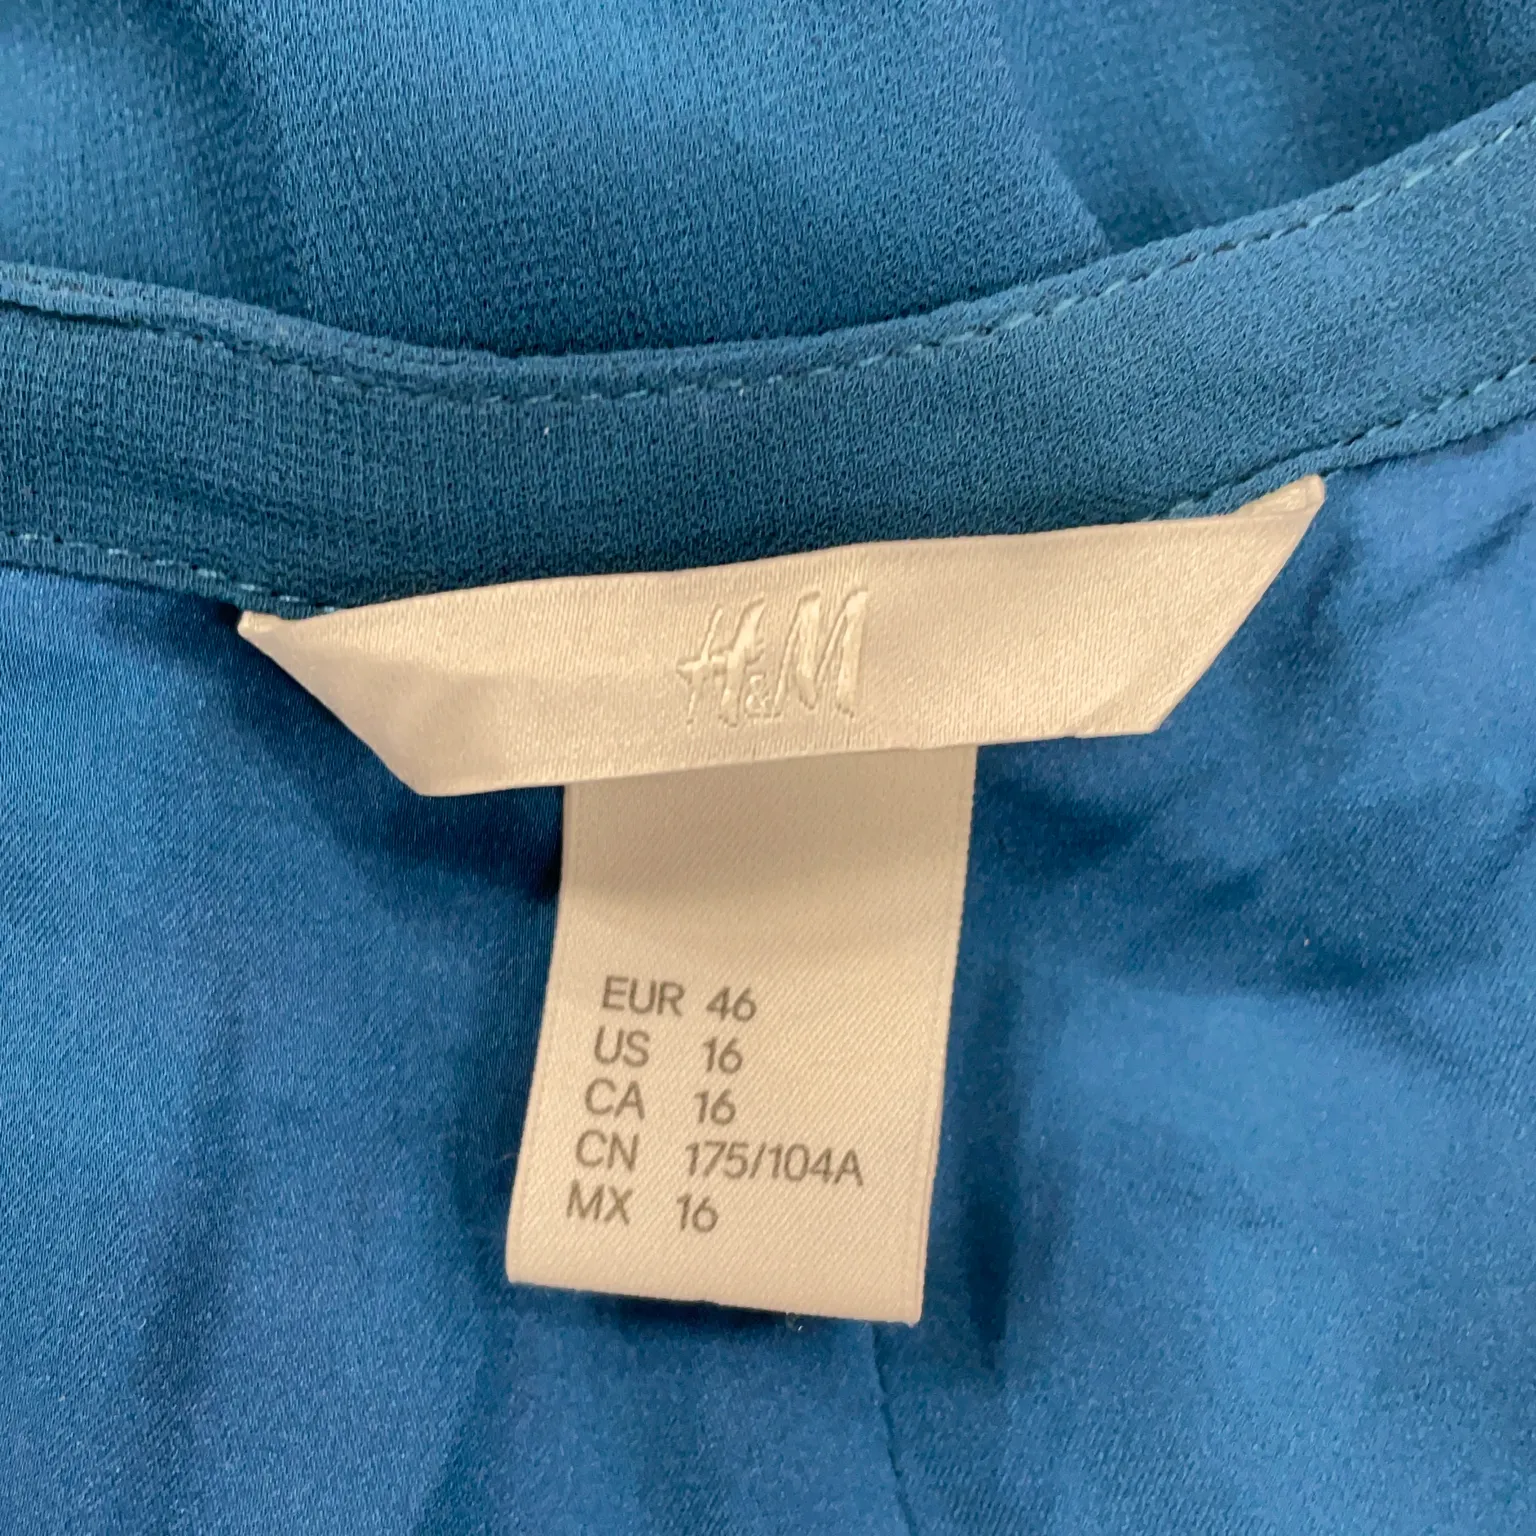 H&M
EUR 46
US 16
CA 16
CN 175/104A
MX 16